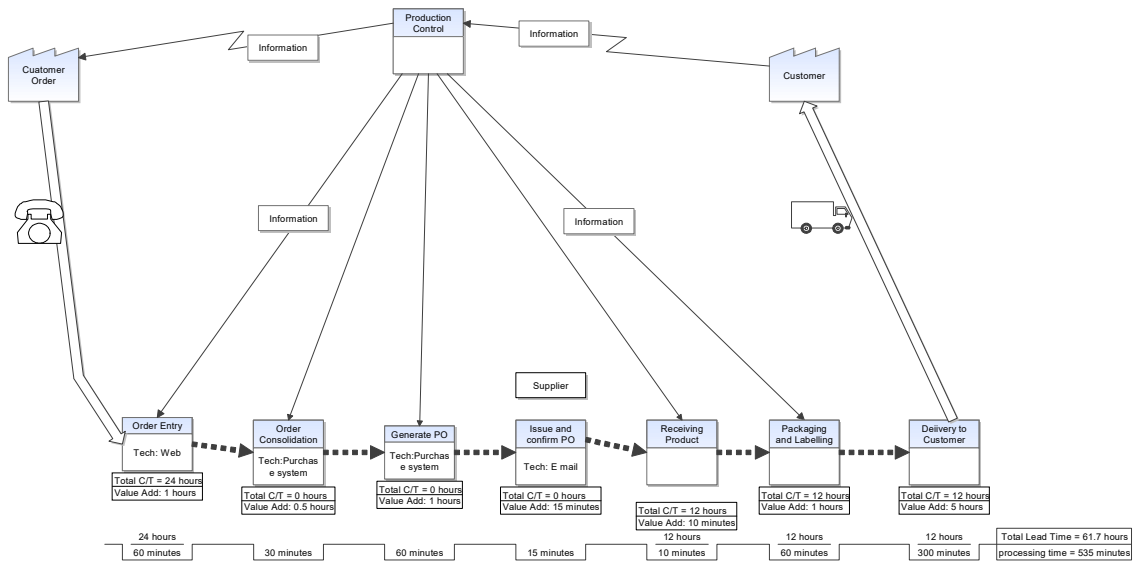 Production
Control
Information
Information
Cuatomer
Order
Customer
Information
Information
Supplier
Order Entry
Tech: Web
Total C/T = 24 hours
Value Add: 1 hours
Order
Consolidation
Tech:Purchas
e system
Total C/T = 0 hours
Value Add: 0.5 hours
Generate PO
Tech:Purchas
e system
Total C/T = 0 hours
Value Add: 1 hours
Issue and
confirm PO
Tech: E mail
Total C/T = 0 hours
Value Add: 15 minutes
Receiving
Product
Total C/T = 12 hours
Value Add: 10 minutes
Packaging
and Labelling
Total C/T = 12 hours
Value Add: 1 hours
Deiivery to
Customer
Total C/T = 12 hours
Value Add: 5 hours
24 hours
60 minutes
30 minutes
60 minutes
15 minutes
12 hours
10 minutes
12 hours
60 minutes
12 hours
300 minutes
Total Lead Time = 61.7 hours
processing time = 535 minutes